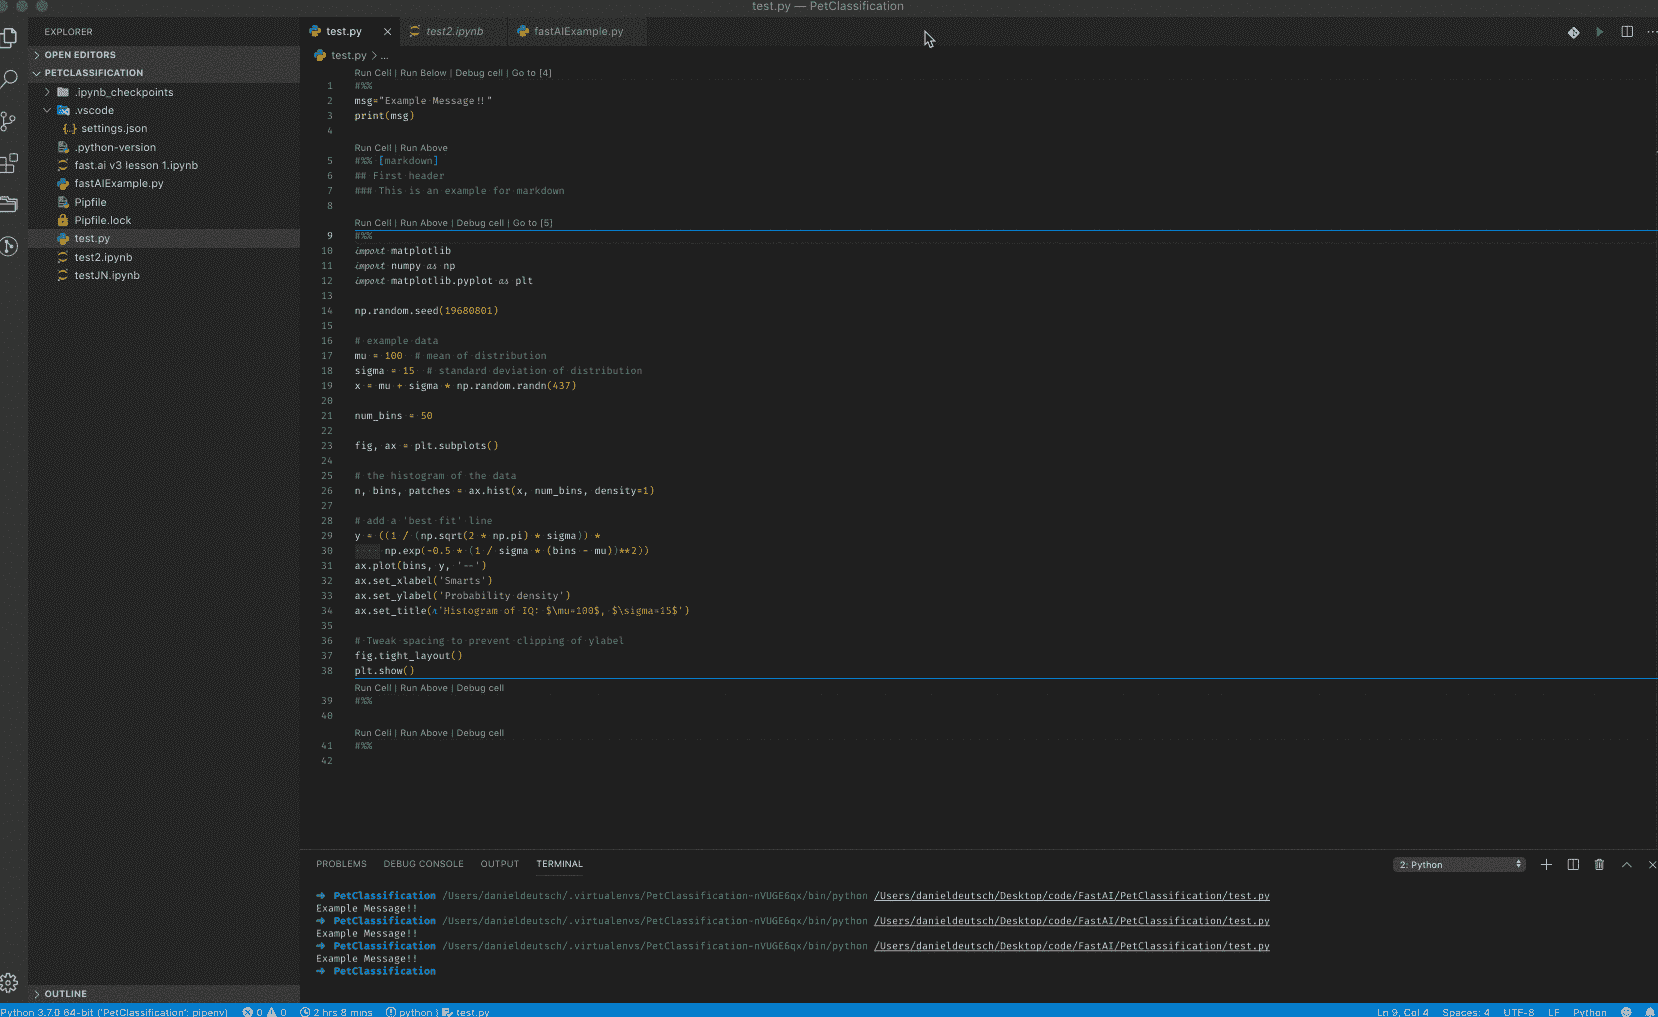 test.py — PetClassification
EXPLORER
OPEN EDITORS
PETCLASSIFICATION
.ipynb_checkpoints
.vscode
{..} settings.json
.python-version
fast.ai v3 lesson 1.ipynb
fastAIExample.py
Pipfile
Pipfile.lock
test.py
test2.ipynb
testJN.ipynb
OUTLINE
test.py test2.ipynb fastAIExample.py
test.py > ...
Run Cell | Run Below | Debug cell | Go to [4]
1 #%%
2 msg="Example Message!!"
3 print(msg)
4
Run Cell | Run Above
5 #%% [markdown]
6 ## First header
7 ### This is an example for markdown
8
Run Cell | Run Above | Debug cell | Go to [5]
9 #%%
10 import matplotlib
11 import numpy as np
12 import matplotlib.pyplot as plt
13
14 np.random.seed(19680801)
15
16 # example data
17 mu = 100  # mean of distribution
18 sigma = 15  # standard deviation of distribution
19 x = mu + sigma * np.random.randn(437)
20
21 num_bins = 50
22
23 fig, ax = plt.subplots()
24
25 # the histogram of the data
26 n, bins, patches = ax.hist(x, num_bins, density=1)
27
28 # add a 'best fit' line
29 y = ((1 / (np.sqrt(2 * np.pi) * sigma)) *
30      np.exp(-0.5 * (1 / sigma * (bins - mu))**2))
31 ax.plot(bins, y, '--')
32 ax.set_xlabel('Smarts')
33 ax.set_ylabel('Probability density')
34 ax.set_title(r'Histogram of IQ: $\mu=100$, $\sigma=15$')
35
36 # Tweak spacing to prevent clipping of ylabel
37 fig.tight_layout()
38 plt.show()
Run Cell | Run Above | Debug cell
39 #%%
40
Run Cell | Run Above | Debug cell
41 #%%
42
PROBLEMS DEBUG CONSOLE OUTPUT TERMINAL 2: Python
➜ PetClassification /Users/danieldeutsch/.virtualenvs/PetClassification-nVUGE6qx/bin/python /Users/danieldeutsch/Desktop/code/FastAI/PetClassification/test.py
Example Message!!
➜ PetClassification /Users/danieldeutsch/.virtualenvs/PetClassification-nVUGE6qx/bin/python /Users/danieldeutsch/Desktop/code/FastAI/PetClassification/test.py
Example Message!!
➜ PetClassification /Users/danieldeutsch/.virtualenvs/PetClassification-nVUGE6qx/bin/python /Users/danieldeutsch/Desktop/code/FastAI/PetClassification/test.py
Example Message!!
➜ PetClassification
Python 3.7.0 64-bit ('PetClassification': pipenv) 0 0 2 hrs 8 mins python | test.py Ln 9, Col 4 Spaces: 4 UTF-8 LF Python